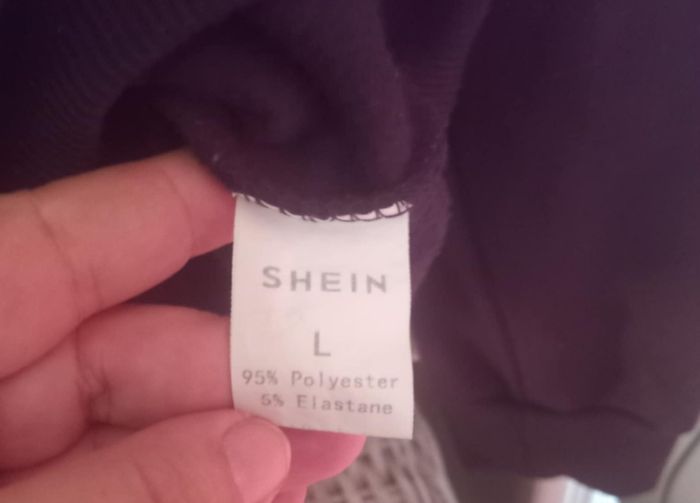 SHEIN
L
95% Polyester
5% Elastane